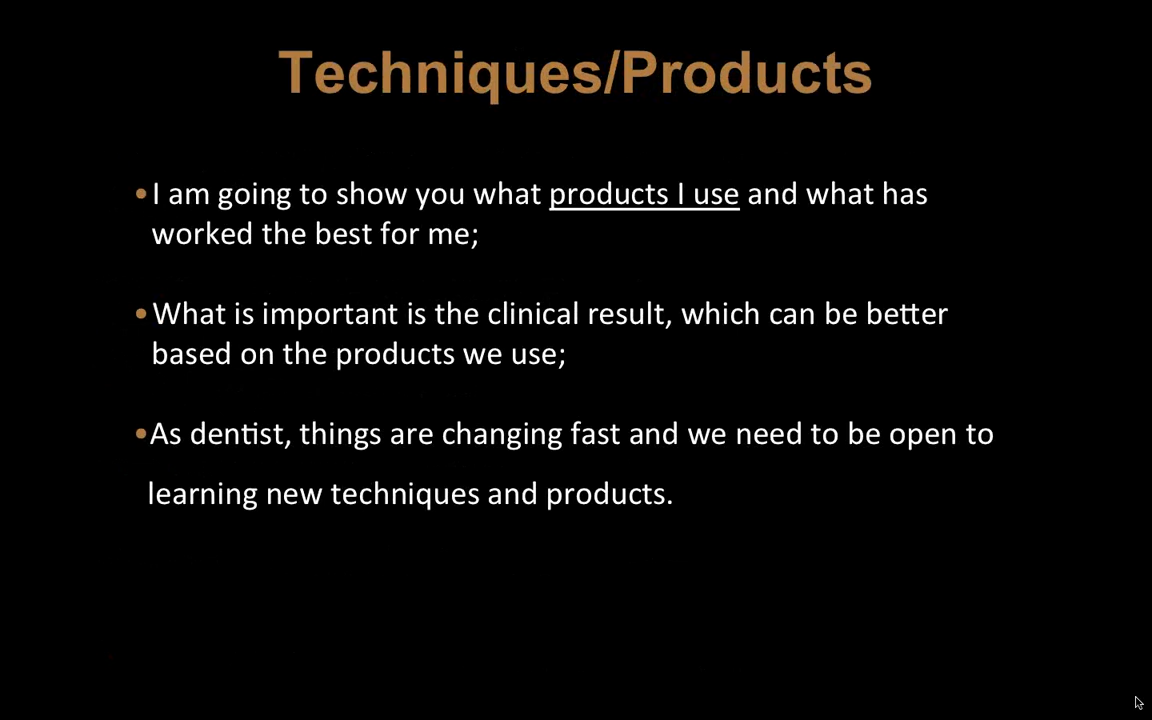 Techniques/Products
•I am going to show you what products I use and what has
worked the best for me;
•What is important is the clinical result, which can be better
based on the products we use;
•As dentist, things are changing fast and we need to be open to
learning new techniques and products.